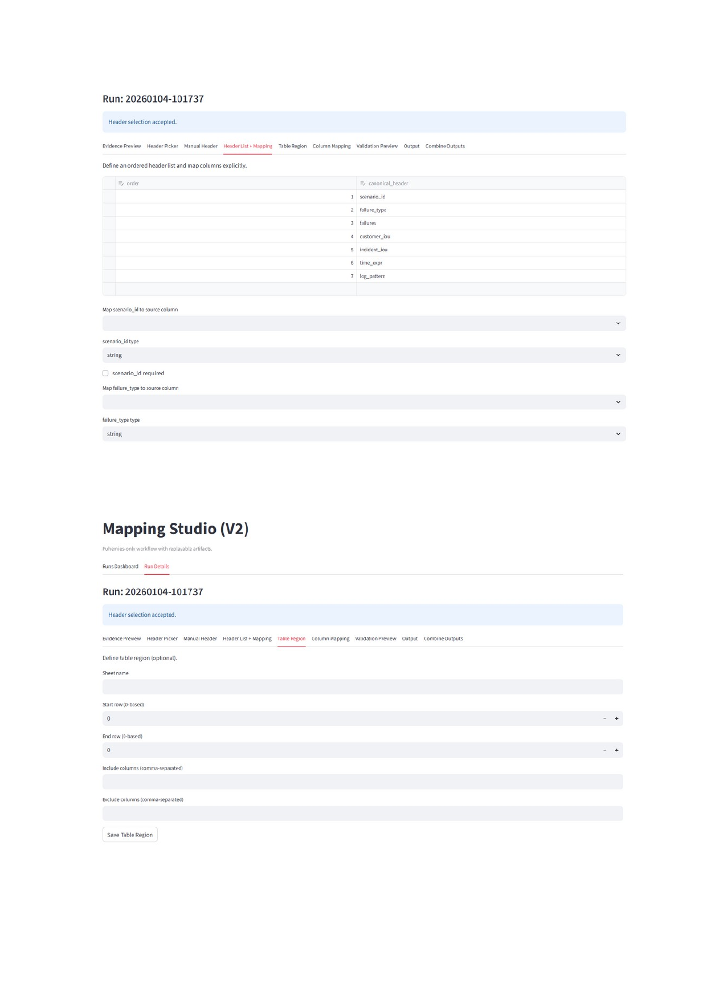 Run: 20260104-101737
Header selection accepted.
Evidence Preview Header Picker Manual Header Header List + Mapping Table Region Column Mapping Validation Preview Output Combine Outputs
Define an ordered header list and map columns explicitly.
order canonical_header
1 scenario_id
2 failure_type
3 failures
4 customer_iou
5 incident_iou
6 time_expr
7 log_pattern
Map scenario_id to source column
scenario_id type
string
scenario_id required
Map failure_type to source column
failure_type type
string
Mapping Studio (V2)
Puhemies-only workflow with replayable artifacts.
Runs Dashboard Run Details
Run: 20260104-101737
Header selection accepted.
Evidence Preview Header Picker Manual Header Header List + Mapping Table Region Column Mapping Validation Preview Output Combine Outputs
Define table region (optional).
Sheet name
Start row (0-based)
0
End row (0-based)
0
Include columns (comma-separated)
Exclude columns (comma-separated)
Save Table Region